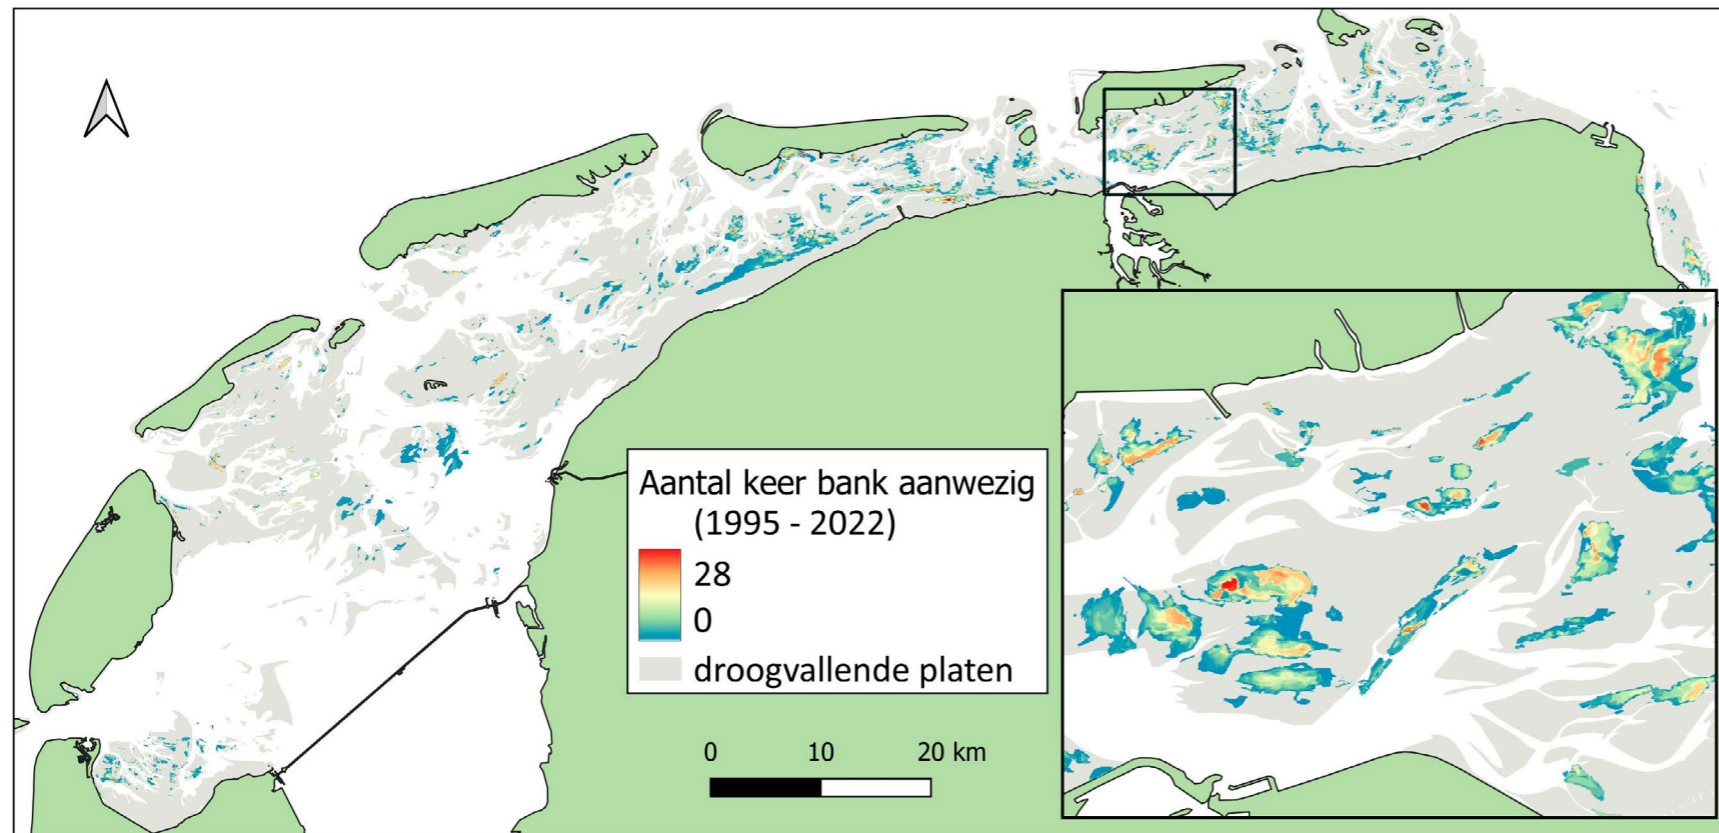 Aantal keer bank aanwezig
(1995 - 2022)
28
0
droogvallende platen
0 10 20 km